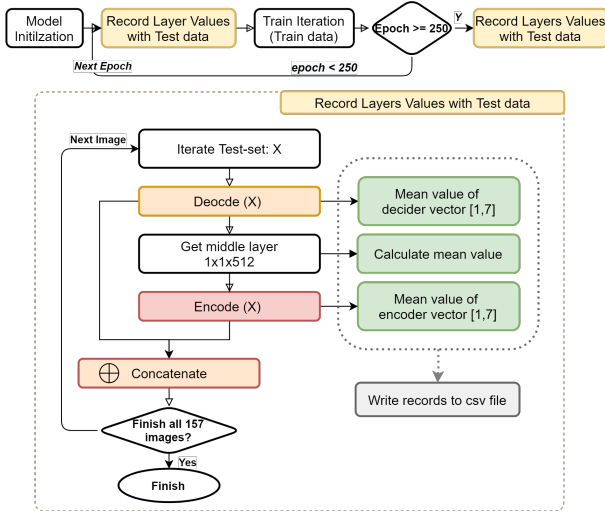 Model
Initilzation
Record Layer Values
with Test data
Train Iteration
(Train data)
Epoch >= 250
Y
Record Layers Values
with Test data
Next Epoch
epoch < 250
Record Layers Values with Test data
Next Image
Iterate Test-set: X
Deocde (X)
Mean value of
decider vector [1,7]
Get middle layer
1x1x512
Calculate mean value
Encode (X)
Mean value of
encoder vector [1,7]
Concatenate
Write records to csv file
Finish all 157
images?
Yes
Finish